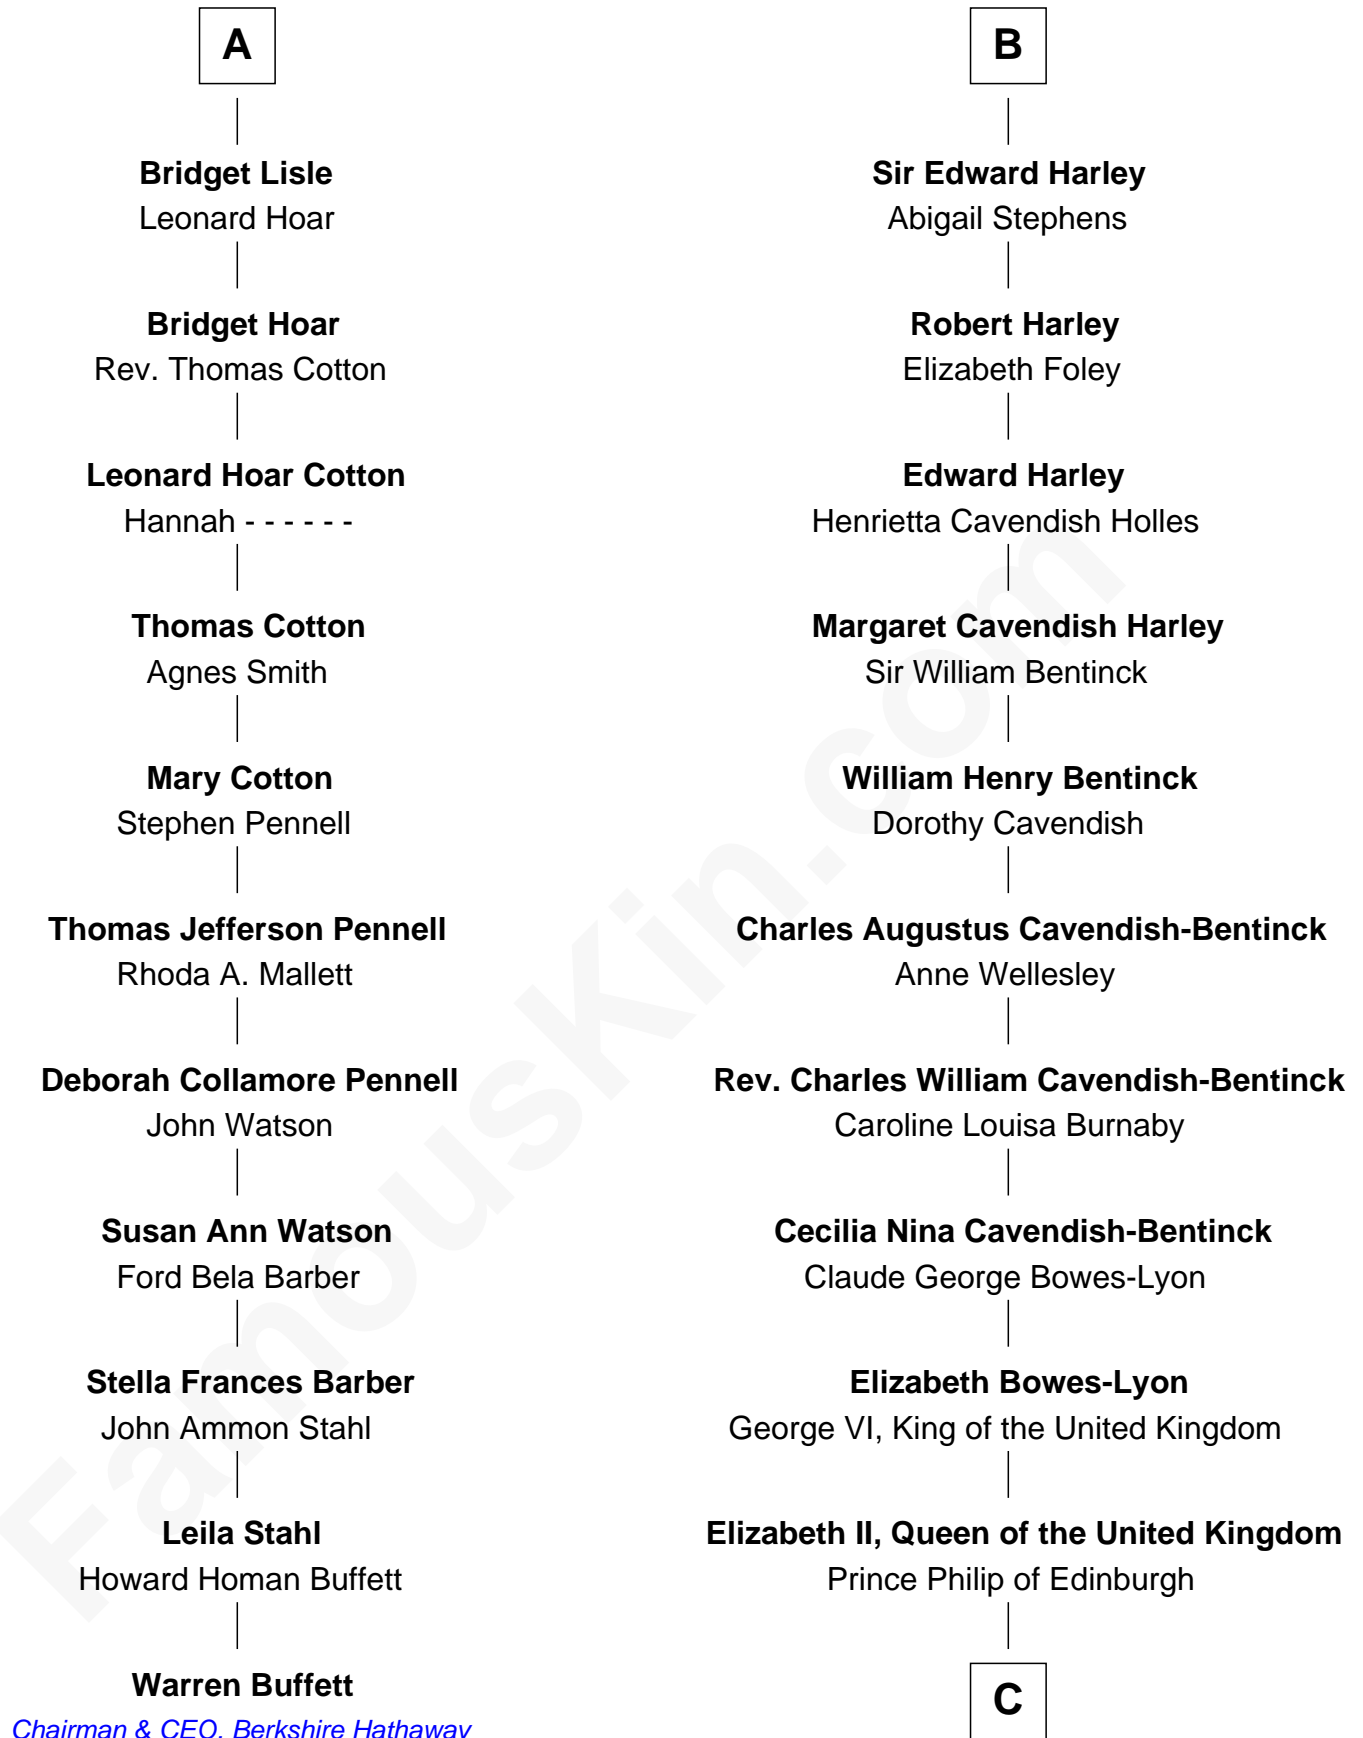 A
Bridget Lisle
Leonard Hoar
Bridget Hoar
Rev. Thomas Cotton
Leonard Hoar Cotton
Hannah - - - - - -
Thomas Cotton
Agnes Smith
Mary Cotton
Stephen Pennell
Thomas Jefferson Pennell
Rhoda A. Mallett
Deborah Collamore Pennell
John Watson
Susan Ann Watson
Ford Bela Barber
Stella Frances Barber
John Ammon Stahl
Leila Stahl
Howard Homan Buffett
Warren Buffett
Chairman & CEO, Berkshire Hathaway
B
Sir Edward Harley
Abigail Stephens
Robert Harley
Elizabeth Foley
Edward Harley
Henrietta Cavendish Holles
Margaret Cavendish Harley
Sir William Bentinck
William Henry Bentinck
Dorothy Cavendish
Charles Augustus Cavendish-Bentinck
Anne Wellesley
Rev. Charles William Cavendish-Bentinck
Caroline Louisa Burnaby
Cecilia Nina Cavendish-Bentinck
Claude George Bowes-Lyon
Elizabeth Bowes-Lyon
George VI, King of the United Kingdom
Elizabeth II, Queen of the United Kingdom
Prince Philip of Edinburgh
C
FamousKin.com